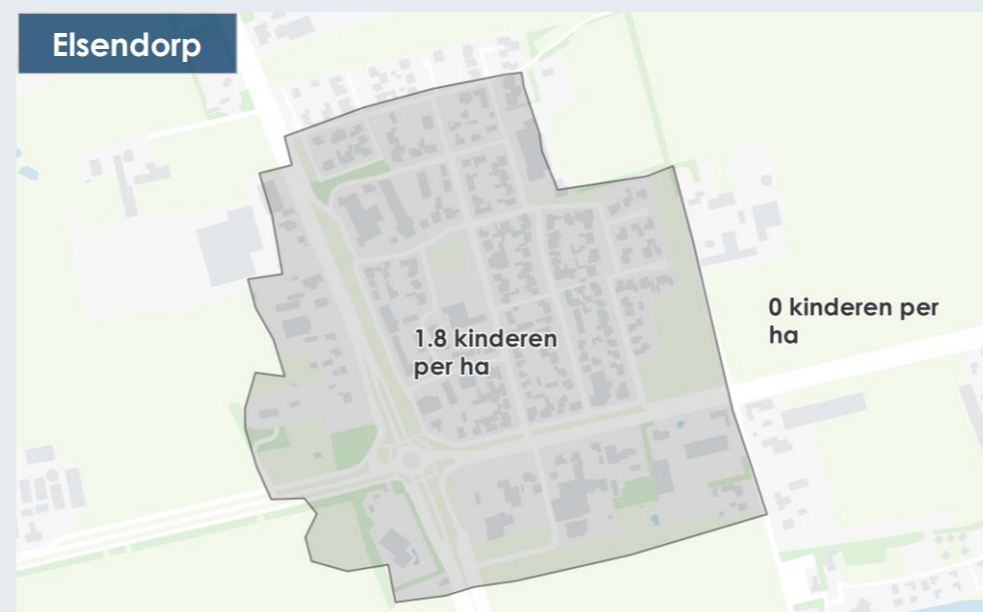 Elsendorp
0 kinderen per
ha
1.8 kinderen
per ha